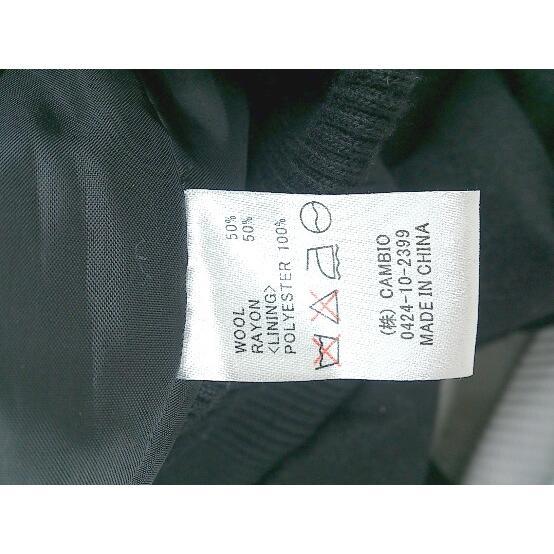 WOOL 50%
RAYON 50%
<LINING>
POLYESTER 100%
(株) CAMBIO
0424-10-2399
MADE IN CHINA